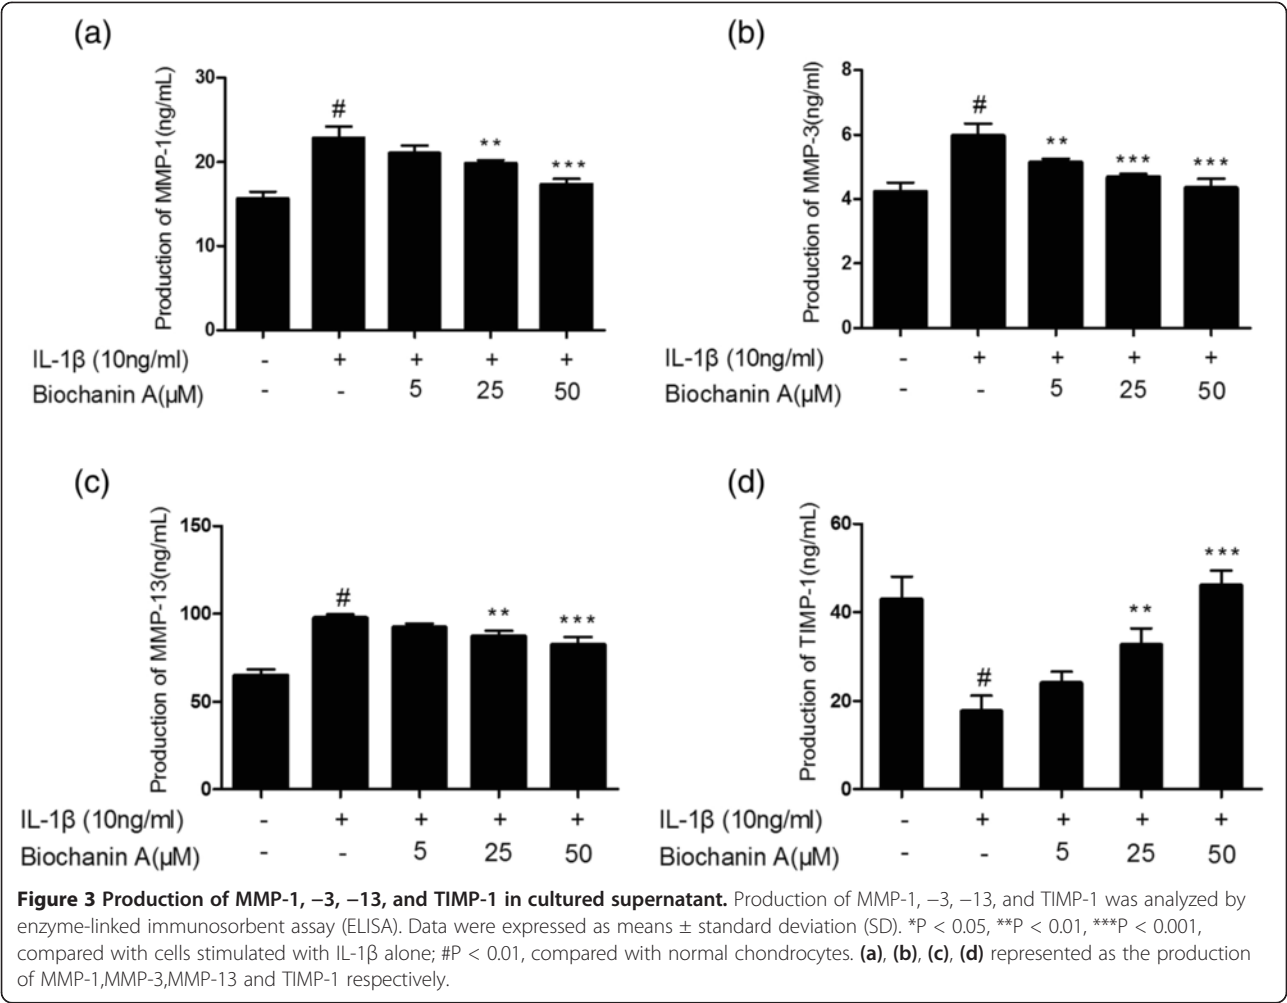 (a)
Production of MMP-1(ng/mL)
30
20
10
0
#
**
***
IL-1β (10ng/ml) - + + + +
Biochanin A(μM) - - 5 25 50
(b)
Production of MMP-3(ng/ml)
8
6
4
2
0
#
**
***
***
IL-1β (10ng/ml) - + + + +
Biochanin A(μM) - - 5 25 50
(c)
Production of MMP-13(ng/mL)
150
100
50
0
#
**
***
IL-1β (10ng/ml) - + + + +
Biochanin A(μM) - - 5 25 50
(d)
Production of TIMP-1(ng/mL)
60
40
20
0
#
**
***
IL-1β (10ng/ml) - + + + +
Biochanin A(μM) - - 5 25 50
Figure 3 Production of MMP-1, −3, −13, and TIMP-1 in cultured supernatant. Production of MMP-1, −3, −13, and TIMP-1 was analyzed by
enzyme-linked immunosorbent assay (ELISA). Data were expressed as means ± standard deviation (SD). *P < 0.05, **P < 0.01, ***P < 0.001,
compared with cells stimulated with IL-1β alone; #P < 0.01, compared with normal chondrocytes. (a), (b), (c), (d) represented as the production
of MMP-1,MMP-3,MMP-13 and TIMP-1 respectively.